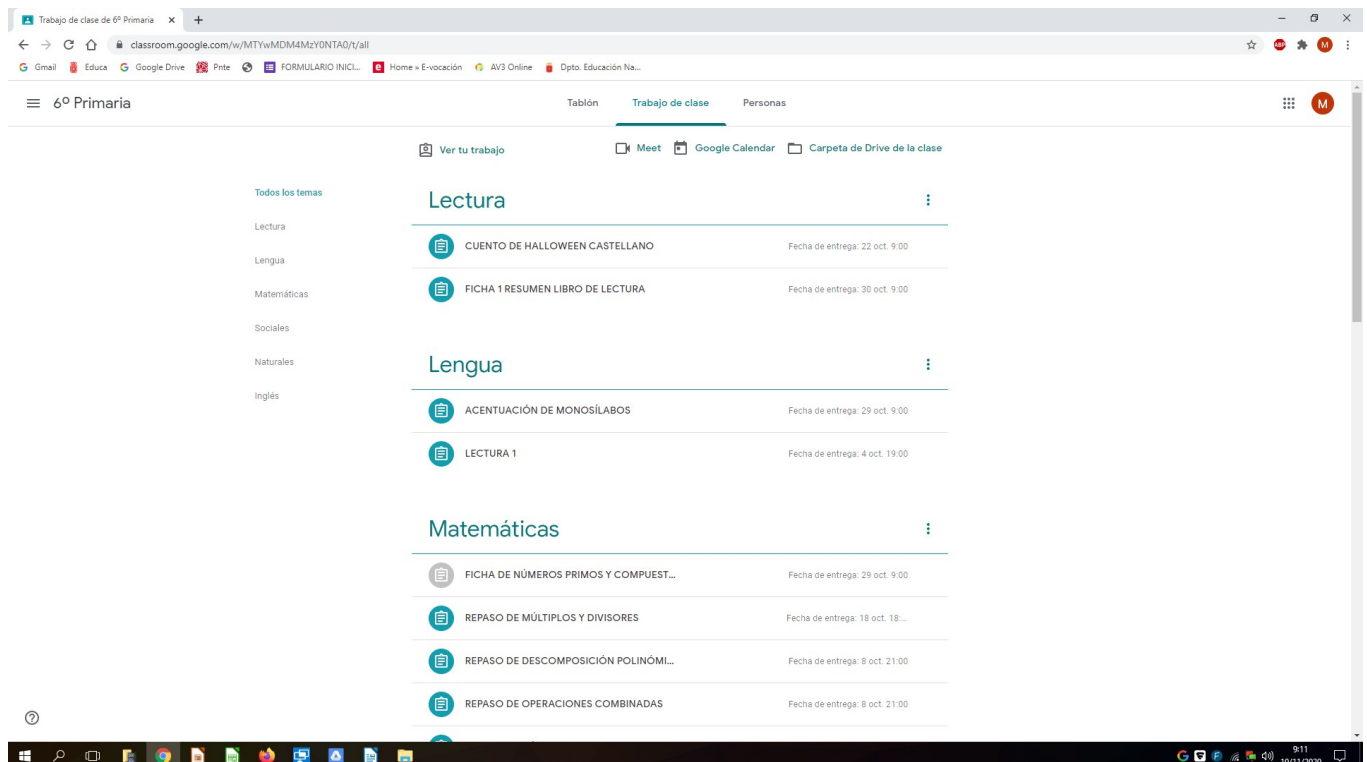 Trabajo de clase de 6º Primaria
classroom.google.com/w/MTYwMDM4MzY0NTA0/t/all
ABP
M
Gmail Educa Google Drive Pnte FORMULARIO INICI... Home » E-vocación AV3 Online Dpto. Educación Na...
6º Primaria Tablón Trabajo de clase Personas M
Ver tu trabajo Meet Google Calendar Carpeta de Drive de la clase
Todos los temas
Lectura
Lengua
Matemáticas
Sociales
Naturales
Inglés
Lectura
CUENTO DE HALLOWEEN CASTELLANO Fecha de entrega: 22 oct. 9:00
FICHA 1 RESUMEN LIBRO DE LECTURA Fecha de entrega: 30 oct. 9:00
Lengua
ACENTUACIÓN DE MONOSÍLABOS Fecha de entrega: 29 oct. 9:00
LECTURA 1 Fecha de entrega: 4 oct. 19:00
Matemáticas
FICHA DE NÚMEROS PRIMOS Y COMPUEST... Fecha de entrega: 29 oct. 9:00
REPASO DE MÚLTIPLOS Y DIVISORES Fecha de entrega: 18 oct. 18:...
REPASO DE DESCOMPOSICIÓN POLINÓMI... Fecha de entrega: 8 oct. 21:00
REPASO DE OPERACIONES COMBINADAS Fecha de entrega: 8 oct. 21:00
9:11
10/11/2020